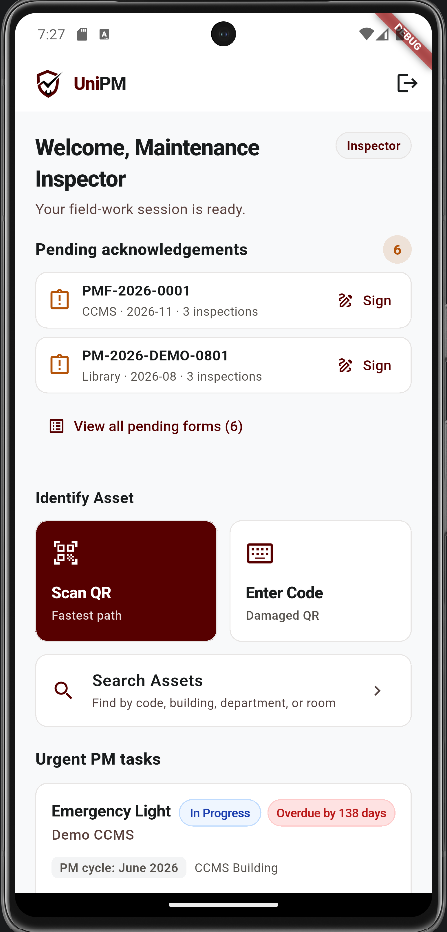 7:27
DEBUG
UniPM
Welcome, Maintenance
Inspector
Inspector
Your field-work session is ready.
Pending acknowledgements
6
PMF-2026-0001
CCMS · 2026-11 · 3 inspections
Sign
PM-2026-DEMO-0801
Library · 2026-08 · 3 inspections
Sign
View all pending forms (6)
Identify Asset
Scan QR
Fastest path
Enter Code
Damaged QR
Search Assets
Find by code, building, department, or room
Urgent PM tasks
Emergency Light
In Progress
Overdue by 138 days
Demo CCMS
PM cycle: June 2026
CCMS Building